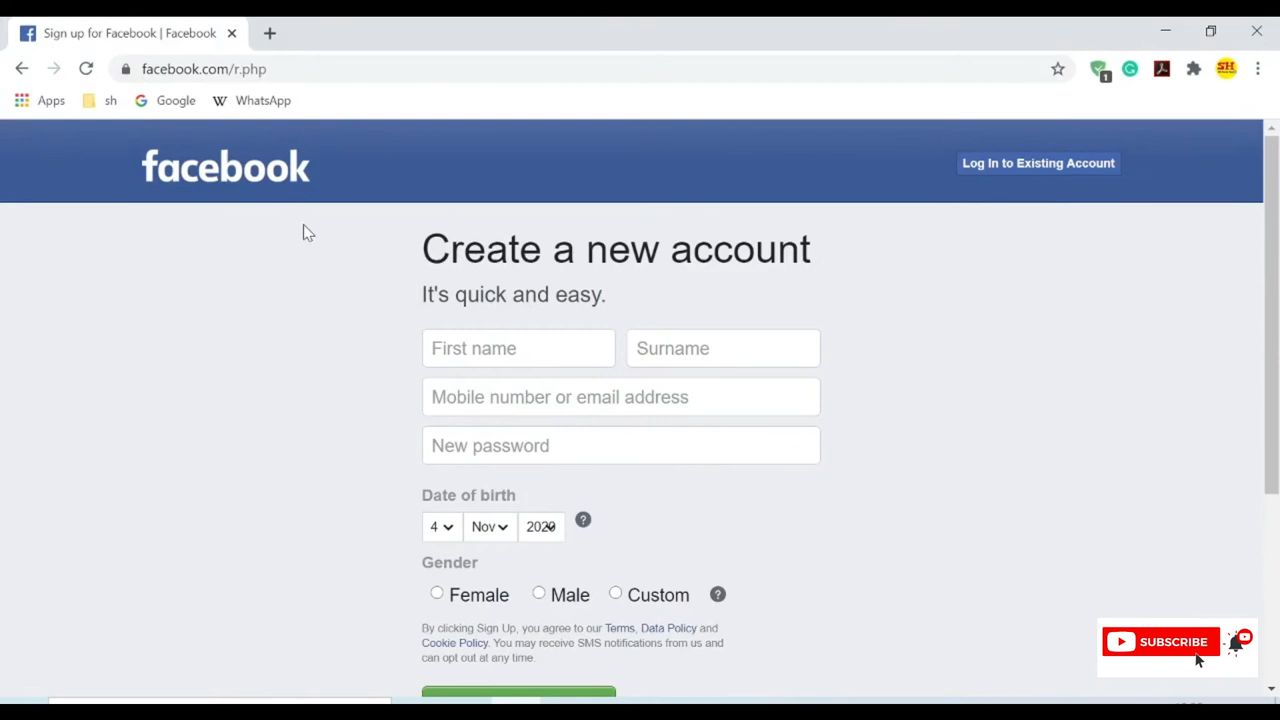 Sign up for Facebook | Facebook
facebook.com/r.php
1
SH
Apps sh Google WhatsApp
facebook
Log In to Existing Account
Create a new account
It's quick and easy.
First name Surname
Mobile number or email address
New password
Date of birth
4 Nov 2020 ?
Gender
Female Male Custom ?
By clicking Sign Up, you agree to our Terms, Data Policy and
Cookie Policy. You may receive SMS notifications from us and
can opt out at any time.
SUBSCRIBE